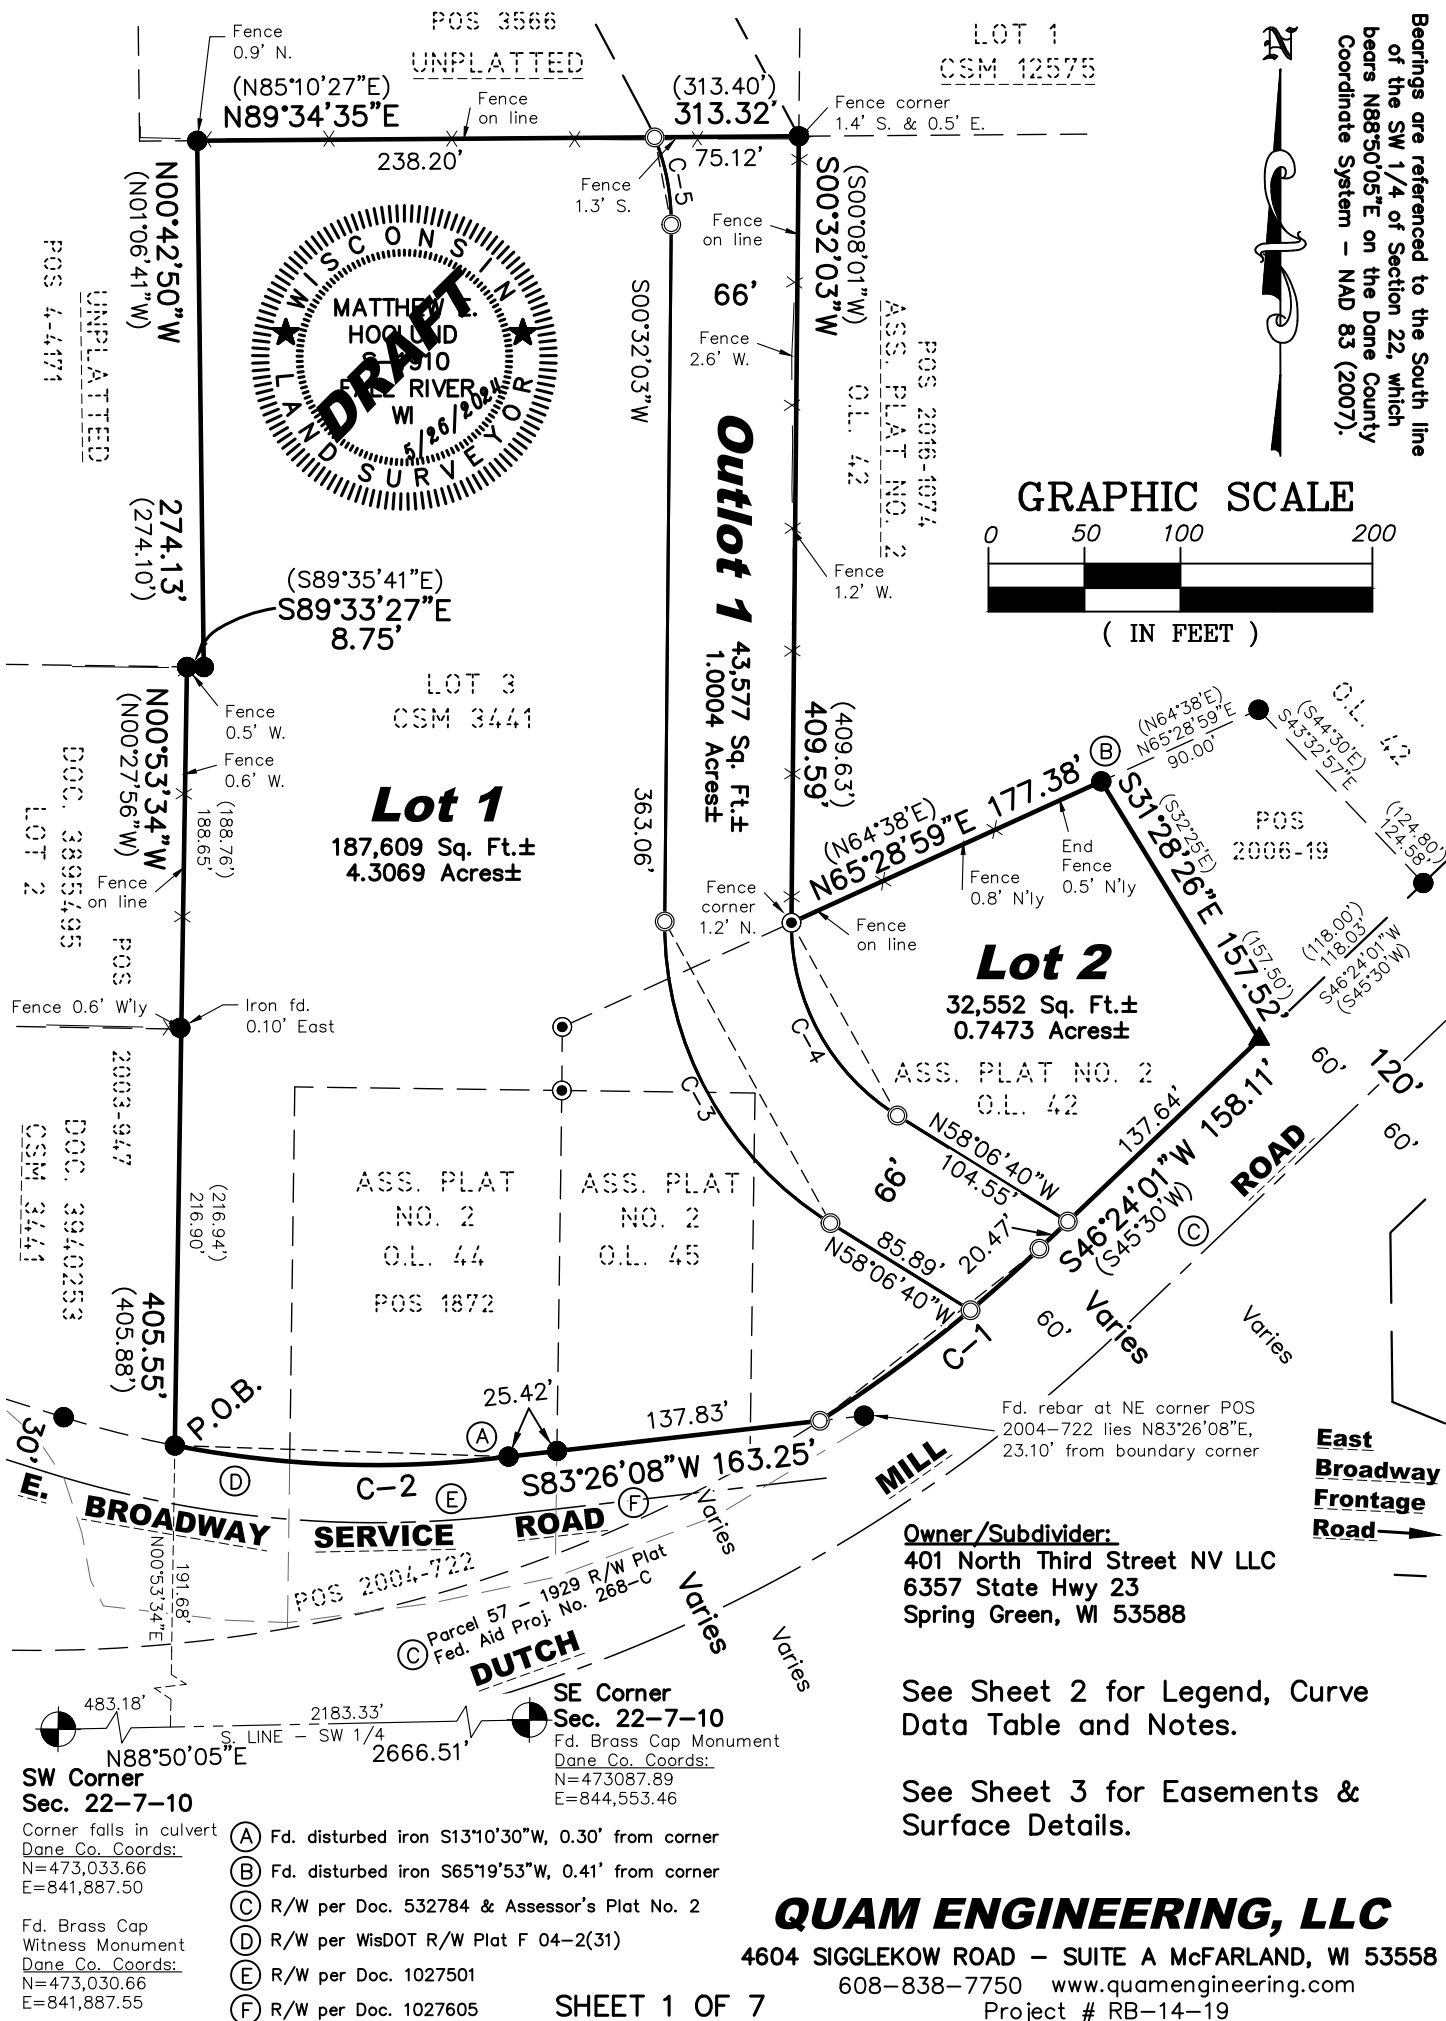 POS 3566
UNPLATTED
LOT 1
CSM 12575
Fence
0.9' N.
(N85°10'27"E)
N89°34'35"E
Fence
on line
(313.40')
313.32'
Fence corner
1.4' S. & 0.5' E.
238.20'
75.12'
Fence
1.3' S.
C-5
N
Bearings are referenced to the South line
of the SW 1/4 of Section 22, which
bears N88°50'05"E on the Dane County
Coordinate System - NAD 83 (2007).
N00°42'50"W
(N01°06'41"W)
UNPLATTED
POS 4-171
274.13'
(274.10')
WISCONSIN
MATTHEW E.
RIVER
WI
DRAFT
5/26/2024
LAND SURVEYOR
S00°32'03"W
Fence
on line
66'
Fence
2.6' W.
(S00°08'01"W)
S00°32'03"W
POS 2016-1074
ASS. PLAT NO. 2
O.L. 42
Fence
1.2' W.
GRAPHIC SCALE
0 50 100 200
( IN FEET )
(S89°35'41"E)
S89°33'27"E
8.75'
Outlot 1
43,577 Sq. Ft.±
1.0004 Acres±
LOT 3
CSM 3441
Fence
0.5' W.
Fence
0.6' W.
N00°53'34"W
(N00°27'56"W)
(188.76')
188.65'
Fence
on line
DOC. 3895495
LOT 2
Lot 1
187,609 Sq. Ft.±
4.3069 Acres±
363.06'
(409.63')
409.59'
(N64°38'E)
N65°28'59"E 177.38'
B
(N64°38'E)
N65°28'59"E
90.00'
O.L. 42
(S44°30'E)
S43°32'57"E
(124.80')
124.58'
POS
2006-19
S31°28'26"E 157.52'
(S32°25'E)
(157.50')
(118.00')
118.03'
S46°24'01"W
(S45°30'W)
End
Fence
0.5' N'ly
Fence
0.8' N'ly
Fence
corner
1.2' N.
Fence
on line
Lot 2
32,552 Sq. Ft.±
0.7473 Acres±
ASS. PLAT NO. 2
O.L. 42
Fence 0.6' W'ly
Iron fd.
0.10' East
POS 2003-947
DOC. 3940253
CSM 3441
(216.94')
216.90'
405.55'
(405.88')
ASS. PLAT
NO. 2
O.L. 44
POS 1872
ASS. PLAT
NO. 2
O.L. 45
C-3
C-4
N58°06'40"W
104.55'
66'
85.89'
N58°06'40"W
20.47'
137.64'
S46°24'01"W 158.11'
(S45°30'W)
60'
120'
60'
ROAD
C
60'
Varies
Varies
C-1
P.O.B.
25.42'
A
137.83'
S83°26'08"W 163.25'
C-2
D
E
F
30'
E. BROADWAY SERVICE ROAD
Fd. rebar at NE corner POS
2004-722 lies N83°26'08"E,
23.10' from boundary corner
MILL
East
Broadway
Frontage
Road
N00°53'34"E
191.68'
POS 2004-722
C
Parcel 57 - 1929 R/W Plat
Fed. Aid Proj. No. 268-C
Varies
Varies
Varies
DUTCH
Owner/Subdivider:
401 North Third Street NV LLC
6357 State Hwy 23
Spring Green, WI 53588
483.18'
2183.33'
S. LINE - SW 1/4
N88°50'05"E
2666.51'
SE Corner
Sec. 22-7-10
Fd. Brass Cap Monument
Dane Co. Coords:
N=473087.89
E=844,553.46
SW Corner
Sec. 22-7-10
Corner falls in culvert
Dane Co. Coords:
N=473,033.66
E=841,887.50
Fd. Brass Cap
Witness Monument
Dane Co. Coords:
N=473,030.66
E=841,887.55
A Fd. disturbed iron S13°10'30"W, 0.30' from corner
B Fd. disturbed iron S65°19'53"W, 0.41' from corner
C R/W per Doc. 532784 & Assessor's Plat No. 2
D R/W per WisDOT R/W Plat F 04-2(31)
E R/W per Doc. 1027501
F R/W per Doc. 1027605
See Sheet 2 for Legend, Curve
Data Table and Notes.
See Sheet 3 for Easements &
Surface Details.
QUAM ENGINEERING, LLC
4604 SIGGLEKOW ROAD - SUITE A McFARLAND, WI 53558
608-838-7750 www.quamengineering.com
Project # RB-14-19
SHEET 1 OF 7